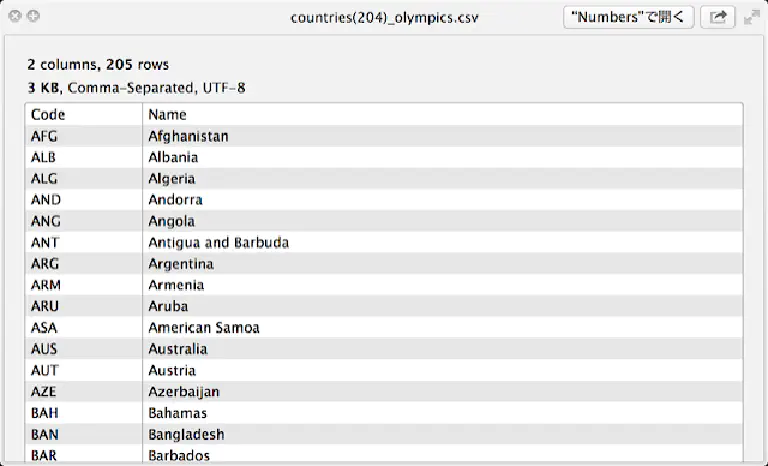 countries(204)_olympics.csv
“Numbers”で開く
2 columns, 205 rows
3 KB, Comma-Separated, UTF-8
Code Name
AFG Afghanistan
ALB Albania
ALG Algeria
AND Andorra
ANG Angola
ANT Antigua and Barbuda
ARG Argentina
ARM Armenia
ARU Aruba
ASA American Samoa
AUS Australia
AUT Austria
AZE Azerbaijan
BAH Bahamas
BAN Bangladesh
BAR Barbados